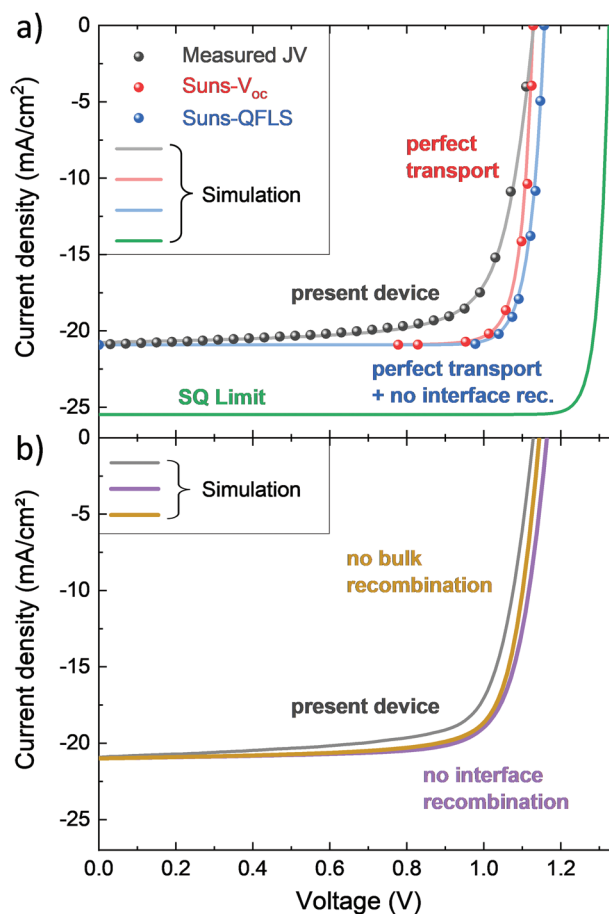 a)
0
-5
-10
-15
-20
-25
Current density (mA/cm²)
Measured JV
Suns-Voc
Suns-QFLS
Simulation
perfect
transport
present device
perfect transport
+ no interface rec.
SQ Limit
b)
0
-5
-10
-15
-20
-25
Current density (mA/cm²)
Simulation
no bulk
recombination
present device
no interface
recombination
0.0 0.2 0.4 0.6 0.8 1.0 1.2
Voltage (V)